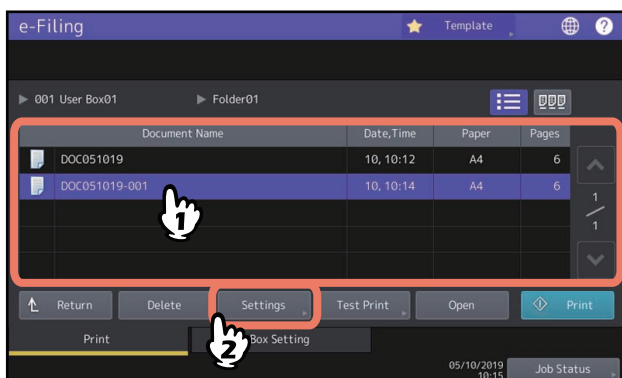 e-Filing Template ?
001 User Box01 Folder01
Document Name Date,Time Paper Pages
DOC051019 10, 10:12 A4 6
DOC051019-001 10, 10:14 A4 6
1
1
1
Return Delete Settings Test Print Open Print
2
Print Box Setting
05/10/2019
10:15
Job Status